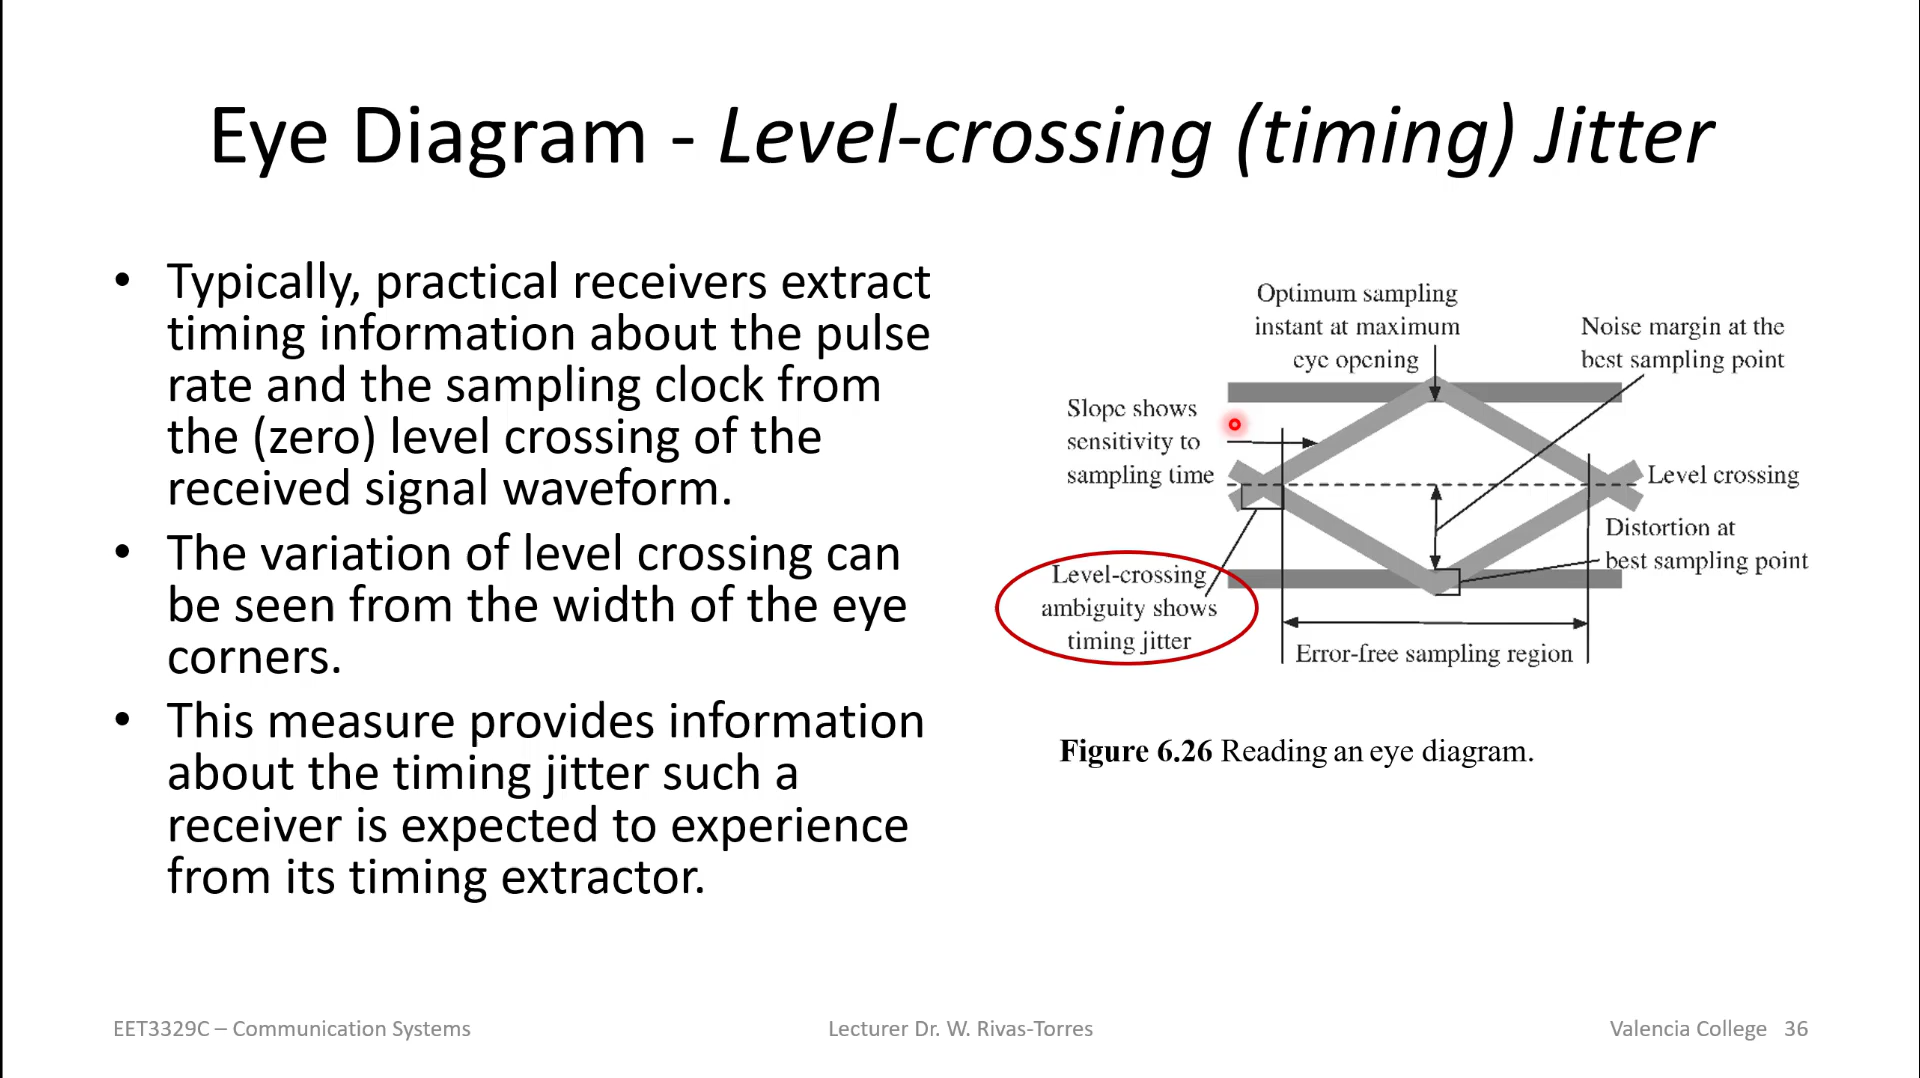 Eye Diagram - Level-crossing (timing) Jitter
• Typically, practical receivers extract
timing information about the pulse
rate and the sampling clock from
the (zero) level crossing of the
received signal waveform.
• The variation of level crossing can
be seen from the width of the eye
corners.
• This measure provides information
about the timing jitter such a
receiver is expected to experience
from its timing extractor.
Optimum sampling
instant at maximum
eye opening
Noise margin at the
best sampling point
Slope shows
sensitivity to
sampling time
Level crossing
Distortion at
best sampling point
Level-crossing
ambiguity shows
timing jitter
Error-free sampling region
Figure 6.26 Reading an eye diagram.
EET3329C – Communication Systems
Lecturer Dr. W. Rivas-Torres
Valencia College 36